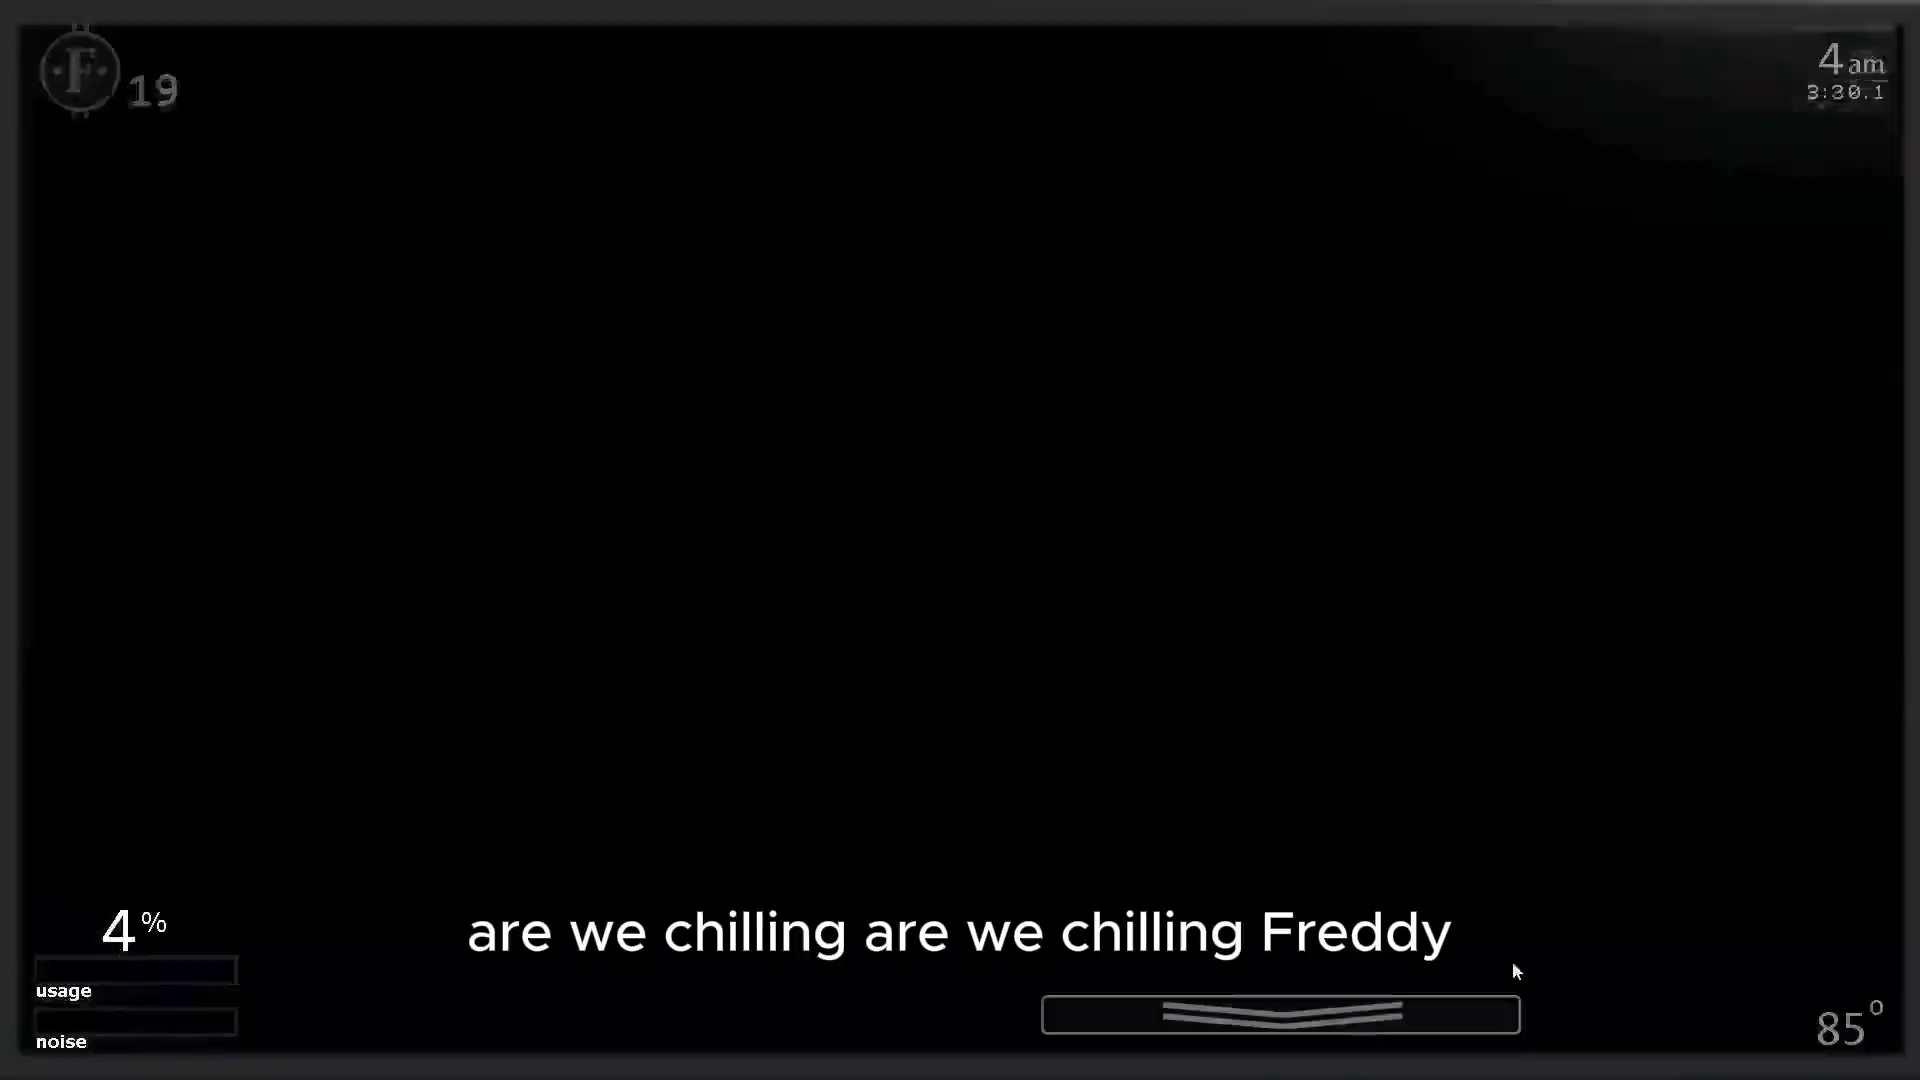 F 19
4 am
3:30.1
4 %
are we chilling are we chilling Freddy
usage
noise
85°